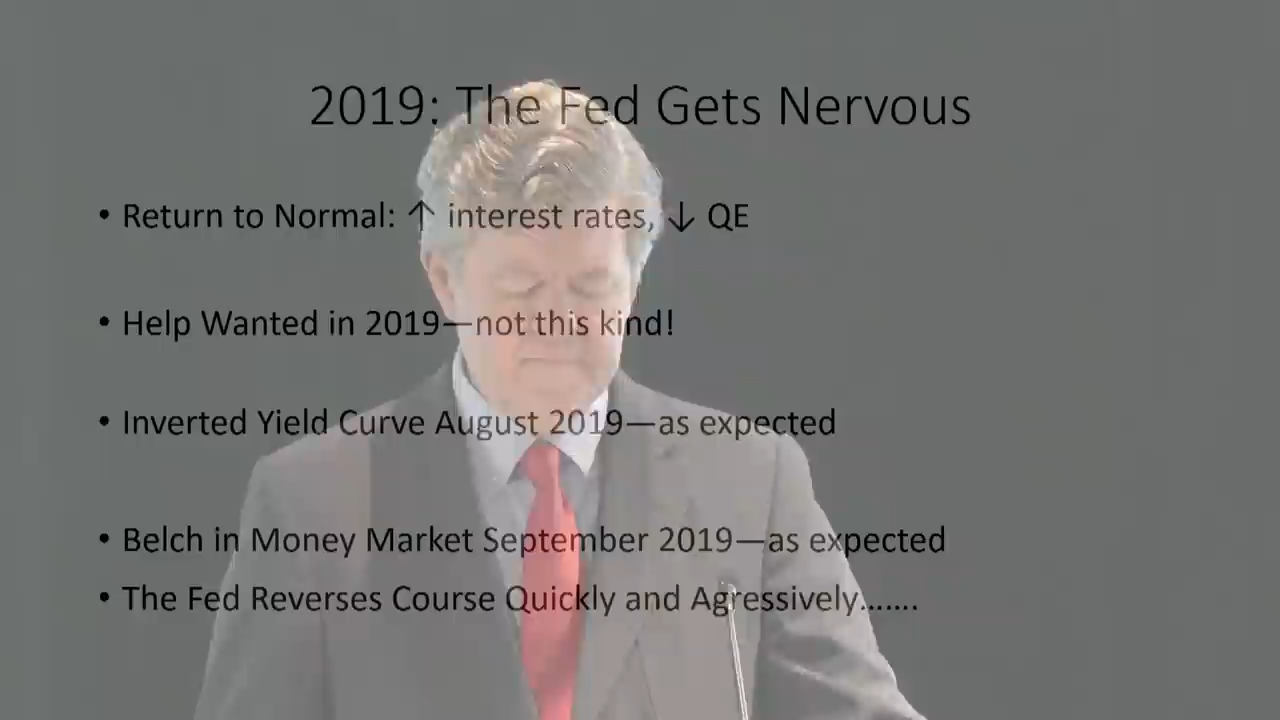 2019: The Fed Gets Nervous
• Return to Normal: ↑ interest rates, ↓ QE
• Help Wanted in 2019—not this kind!
• Inverted Yield Curve August 2019—as expected
• Belch in Money Market September 2019—as expected
• The Fed Reverses Course Quickly and Agressively…….